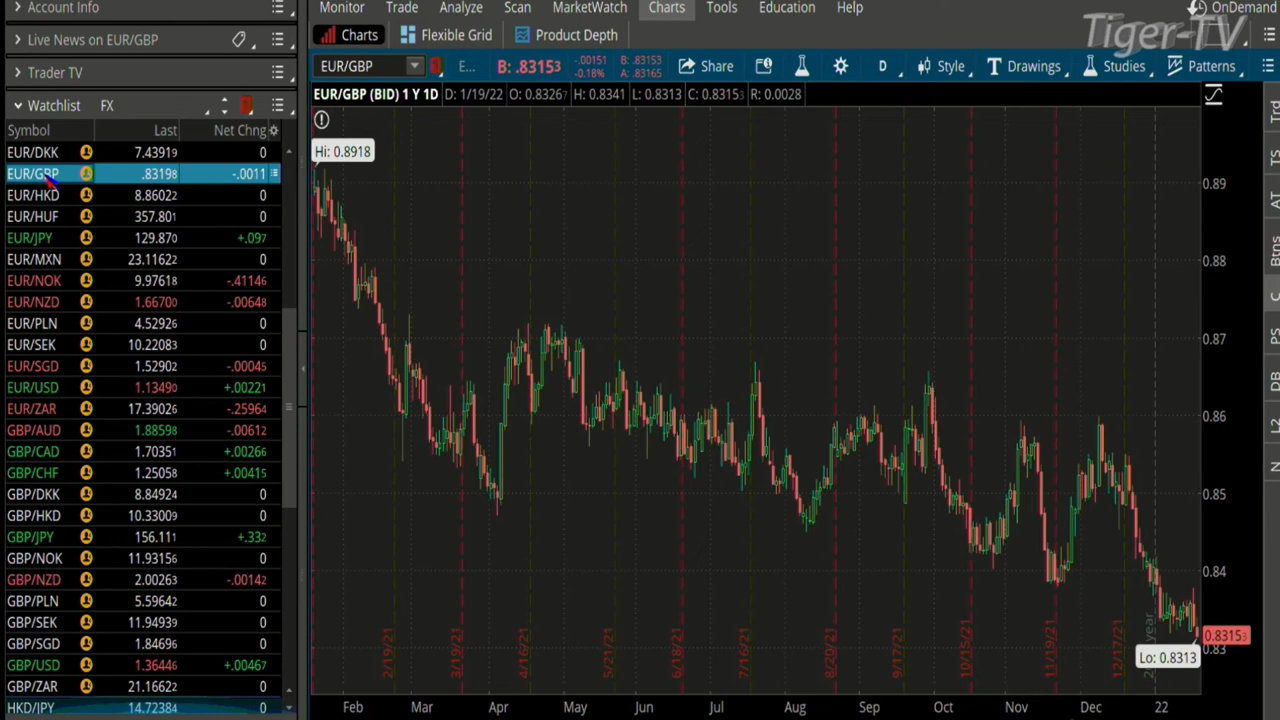 Account Info
Monitor Trade Analyze Scan MarketWatch Charts Tools Education Help OnDemand
Tiger-TV
Live News on EUR/GBP
Charts Flexible Grid Product Depth
Trader TV
EUR/GBP E... B: .83153 -.00151 -0.18% B: .83153 A: .83165 Share D Style Drawings Studies Patterns
Watchlist FX
EUR/GBP (BID) 1 Y 1D D: 1/19/22 O: 0.83267 H: 0.8341 L: 0.8313 C: 0.83153 R: 0.0028
Symbol Last Net Chng
Hi: 0.8918
EUR/DKK 7.43919 0
EUR/GBP .83198 -.0011
EUR/HKD 8.86022 0
EUR/HUF 357.801 0
EUR/JPY 129.870 +.097
EUR/MXN 23.11622 0
EUR/NOK 9.97618 -.41146
EUR/NZD 1.66700 -.00648
EUR/PLN 4.52926 0
EUR/SEK 10.22083 0
EUR/SGD 1.52902 -.00045
EUR/USD 1.13490 +.00221
EUR/ZAR 17.39026 -.25964
GBP/AUD 1.88598 -.00612
GBP/CAD 1.70351 +.00266
GBP/CHF 1.25058 +.00415
GBP/DKK 8.84924 0
GBP/HKD 10.33009 0
GBP/JPY 156.111 +.332
GBP/NOK 11.93156 0
GBP/NZD 2.00263 -.00142
GBP/PLN 5.59642 0
GBP/SEK 11.94939 0
GBP/SGD 1.84696 0
GBP/USD 1.36446 +.00467
GBP/ZAR 21.16622 0
HKD/JPY 14.72384 0
0.89
0.88
0.87
0.86
0.85
0.84
0.83153
0.83
Lo: 0.8313
2/19/21 3/19/21 4/16/21 5/21/21 6/18/21 7/16/21 8/20/21 9/17/21 10/15/21 11/19/21 12/17/21 year
Feb Mar Apr May Jun Jul Aug Sep Oct Nov Dec 22
Trd
TS
AT
Btns
C
PS
DB
L2
N